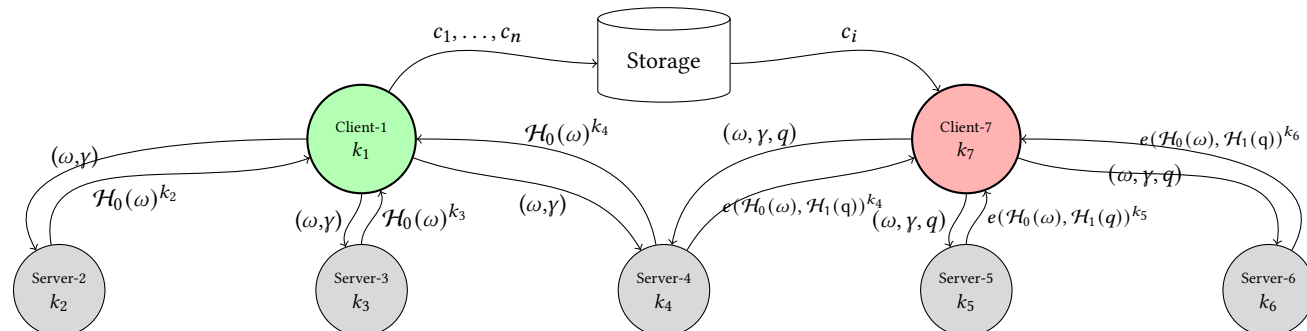 c₁, . . . , cₙ
Storage
cᵢ
Client-1
k₁
Client-7
k₇
(ω,γ)
ℋ₀(ω)^{k₂}
(ω,γ)
ℋ₀(ω)^{k₃}
ℋ₀(ω)^{k₄}
(ω,γ)
(ω, γ, q)
e(ℋ₀(ω), ℋ₁(q))^{k₄}
(ω, γ, q)
e(ℋ₀(ω), ℋ₁(q))^{k₅}
e(ℋ₀(ω), ℋ₁(q))^{k₆}
(ω, γ, q)
Server-2
k₂
Server-3
k₃
Server-4
k₄
Server-5
k₅
Server-6
k₆